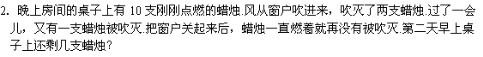 2. 晚上房间的桌子上有 10 支刚刚点燃的蜡烛.风从窗户吹进来，吹灭了两支蜡烛.过了一会
儿，又有一支蜡烛被吹灭.把窗户关起来后，蜡烛一直燃着就再没有被吹灭.第二天早上桌
子上还剩几支蜡烛?